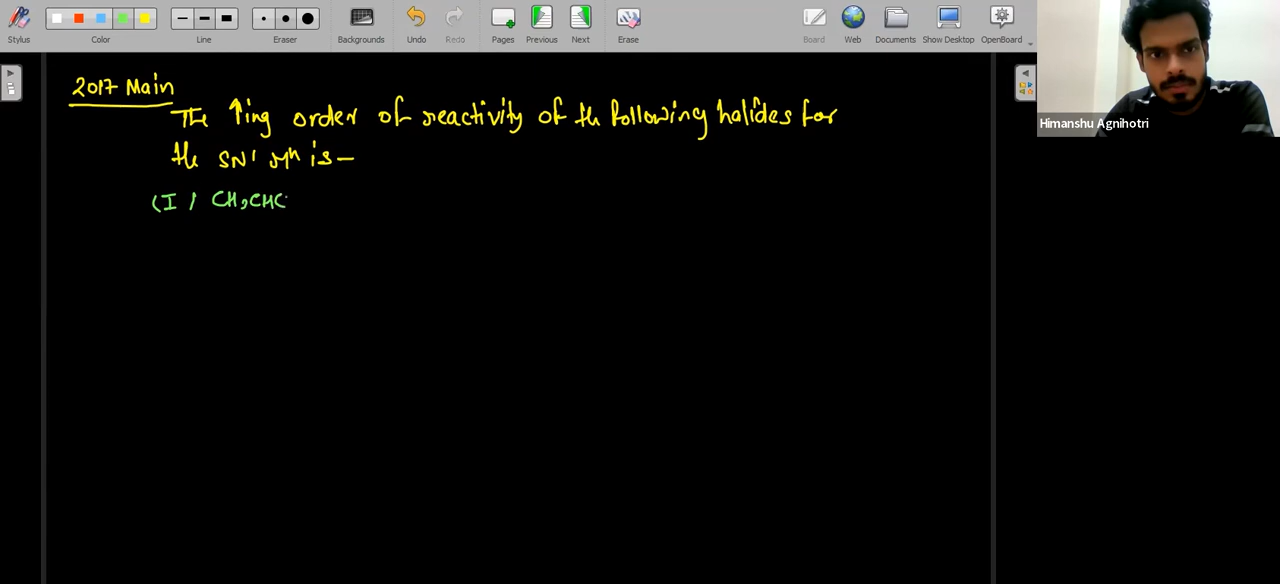 Stylus
Color
Line
Eraser
Backgrounds
Undo
Redo
Pages
Previous
Next
Erase
Board
Web
Documents
Show Desktop
OpenBoard
Himanshu Agnihotri
2017 Main
The ↑ing order of reactivity of the following halides for
the SN1 rxn is—
(I) CH3CHC